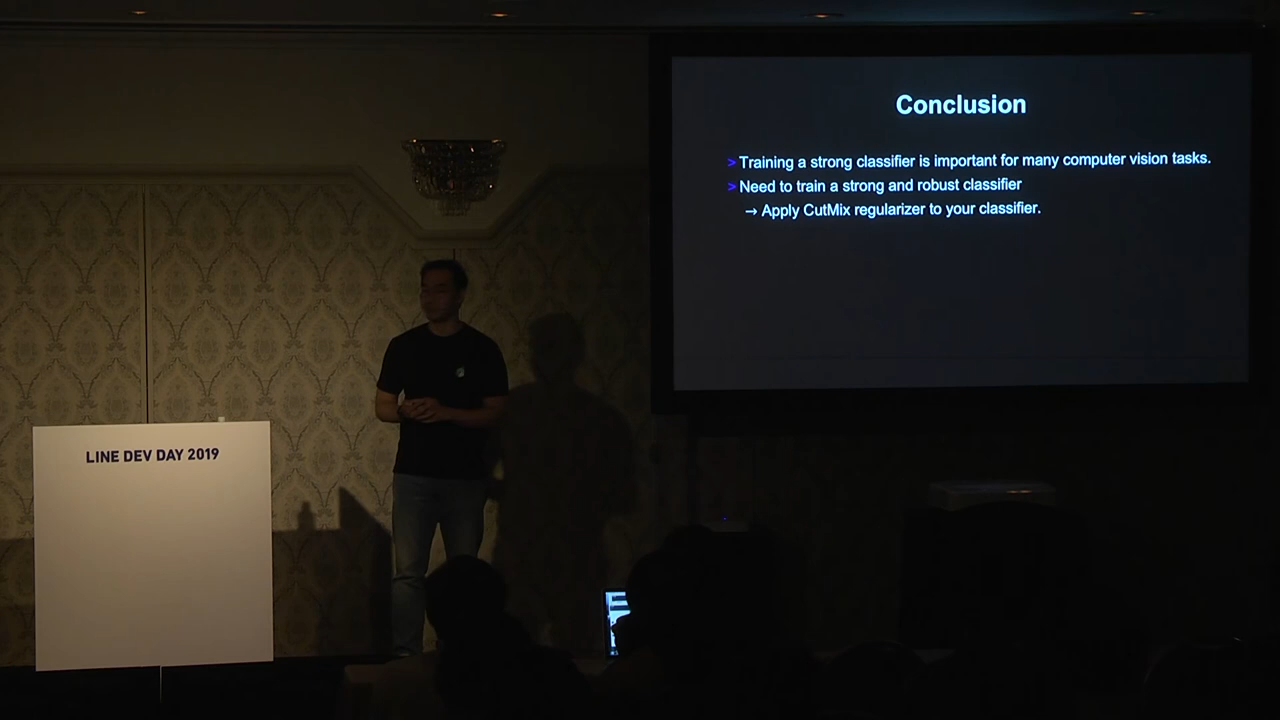 Conclusion
> Training a strong classifier is important for many computer vision tasks.
> Need to train a strong and robust classifier
→ Apply CutMix regularizer to your classifier.
LINE DEV DAY 2019